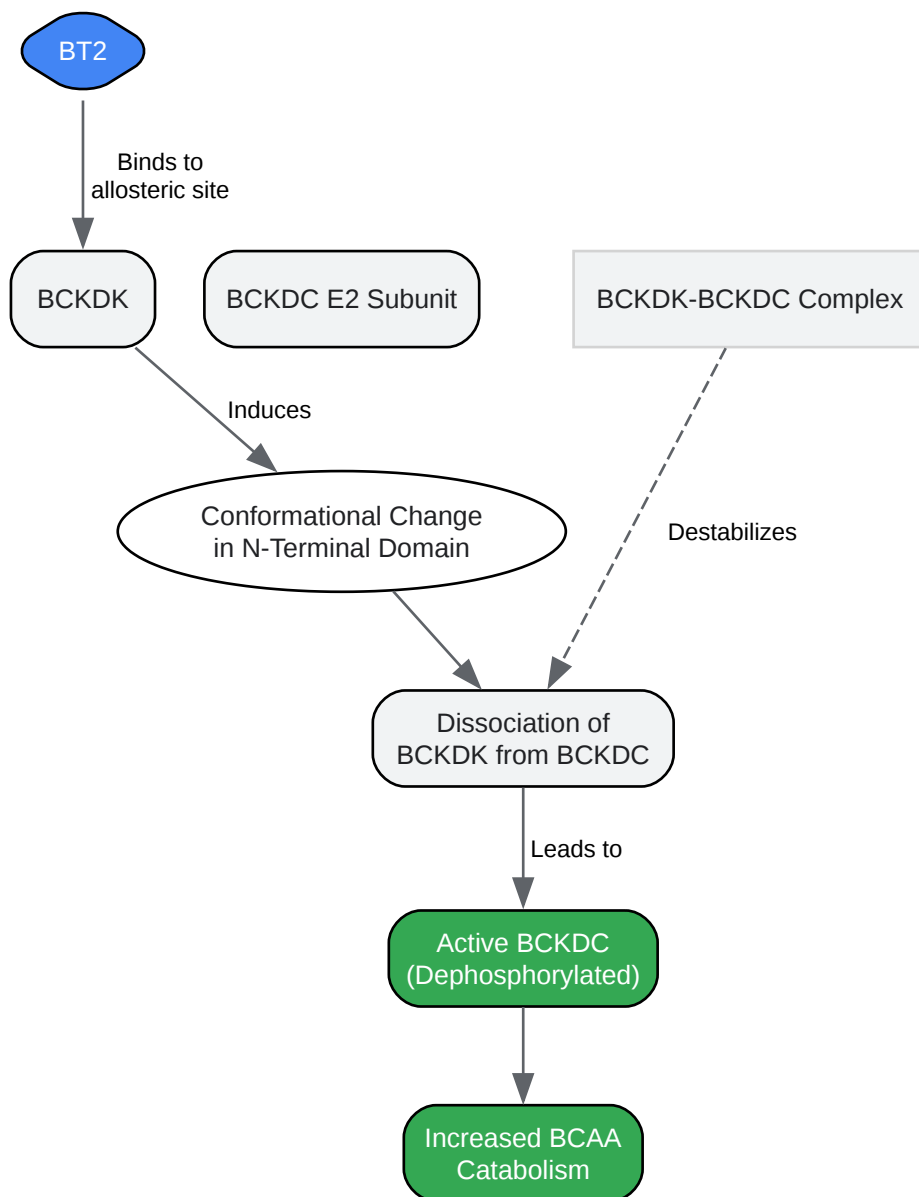 BT2
Binds to
allosteric site
BCKDK
BCKDC E2 Subunit
BCKDK-BCKDC Complex
Induces
Conformational Change
in N-Terminal Domain
Destabilizes
Dissociation of
BCKDK from BCKDC
Leads to
Active BCKDC
(Dephosphorylated)
Increased BCAA
Catabolism